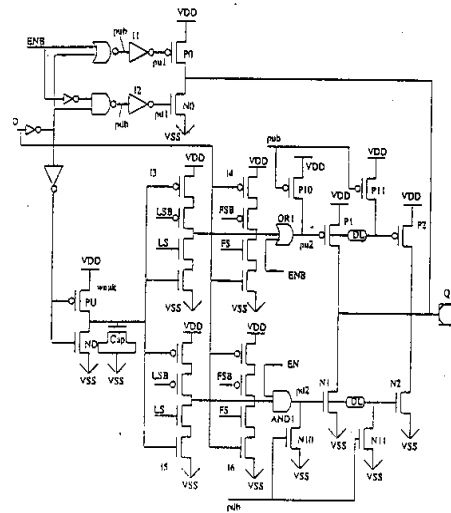 VDD
ENB
pub
I1
pu1
P0
I2
pub
pd1
N0
VSS
D
VDD
VDD
I3
I4
LSB
FSB
LS
FS
VSS
VSS
pub
VDD
VDD
P10
P11
VDD
VDD
OR1
pu2
P1
DL
P2
ENB
VDD
weak
PU
ND
Cap
VSS
VSS
Q
VDD
VDD
LSB
FSB
LS
FS
I5
I6
VSS
VSS
EN
AND1
N1
DL
N2
N10
N11
VSS
VSS
VSS
VSS